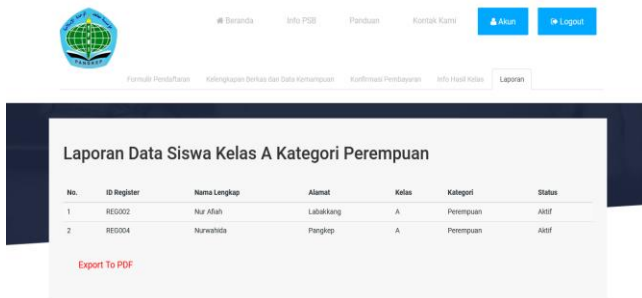 PANGKEP
Beranda Info PSB Panduan Kontak Kami Akun Logout
Formulir Pendaftaran Kelengkapan Berkas dan Data Kemampuan Konfirmasi Pembayaran Info Hasil Kelas Laporan
Laporan Data Siswa Kelas A Kategori Perempuan
No. ID Register Nama Lengkap Alamat Kelas Kategori Status
1 REG002 Nur Afiah Labakkang A Perempuan Aktif
2 REG004 Nurwahida Pangkep A Perempuan Aktif
Export To PDF